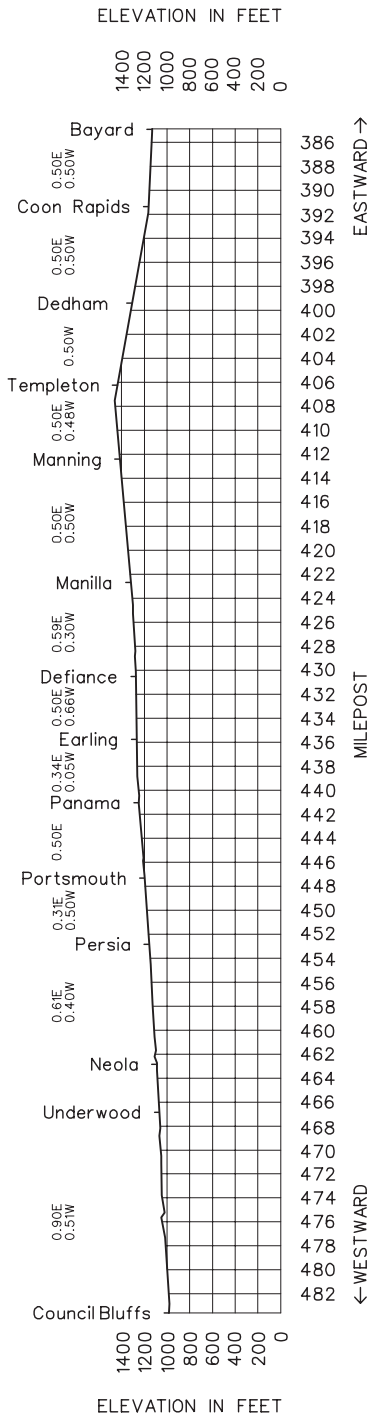 ELEVATION IN FEET
1400 1200 1000 800 600 400 200 0
EASTWARD →
Bayard
386
0.50E
0.50W
388
390
Coon Rapids
392
394
0.50E
0.50W
396
398
Dedham
400
402
0.50W
404
Templeton
406
408
0.50E
0.48W
410
Manning
412
414
416
0.50E
0.50W
418
420
Manilla
422
424
0.59E
0.30W
426
428
Defiance
430
0.50E
0.66W
432
434
Earling
436
MILEPOST
0.34E
0.05W
438
Panama
440
442
0.50E
444
446
Portsmouth
448
0.31E
0.50W
450
452
Persia
454
456
0.61E
0.40W
458
460
462
Neola
464
Underwood
466
468
470
472
474
0.90E
0.51W
476
478
480
← WESTWARD
482
Council Bluffs
1400 1200 1000 800 600 400 200 0
ELEVATION IN FEET